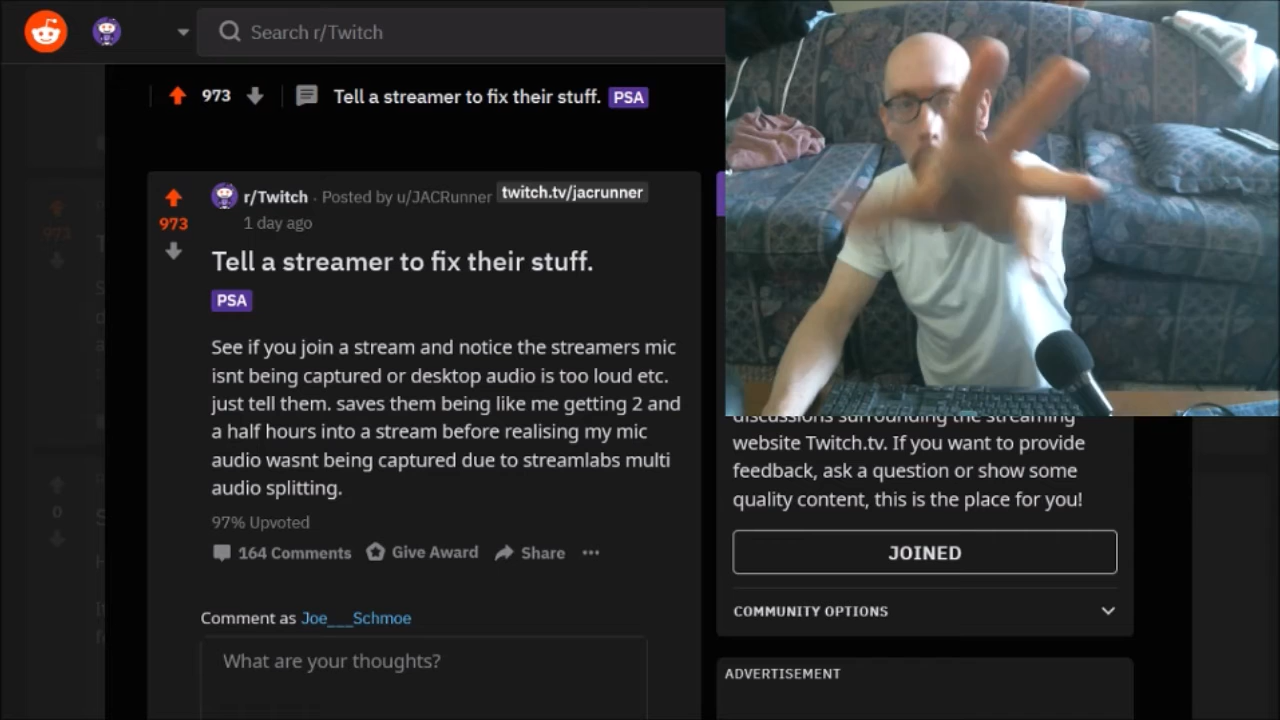 Search r/Twitch
973 Tell a streamer to fix their stuff. PSA
r/Twitch · Posted by u/JACRunner twitch.tv/jacrunner
1 day ago
973
Tell a streamer to fix their stuff.
PSA
See if you join a stream and notice the streamers mic
isnt being captured or desktop audio is too loud etc.
just tell them. saves them being like me getting 2 and
a half hours into a stream before realising my mic
audio wasnt being captured due to streamlabs multi
audio splitting.
97% Upvoted
164 Comments Give Award Share ···
Comment as Joe___Schmoe
What are your thoughts?
discussions surrounding the streaming
website Twitch.tv. If you want to provide
feedback, ask a question or show some
quality content, this is the place for you!
JOINED
COMMUNITY OPTIONS
ADVERTISEMENT